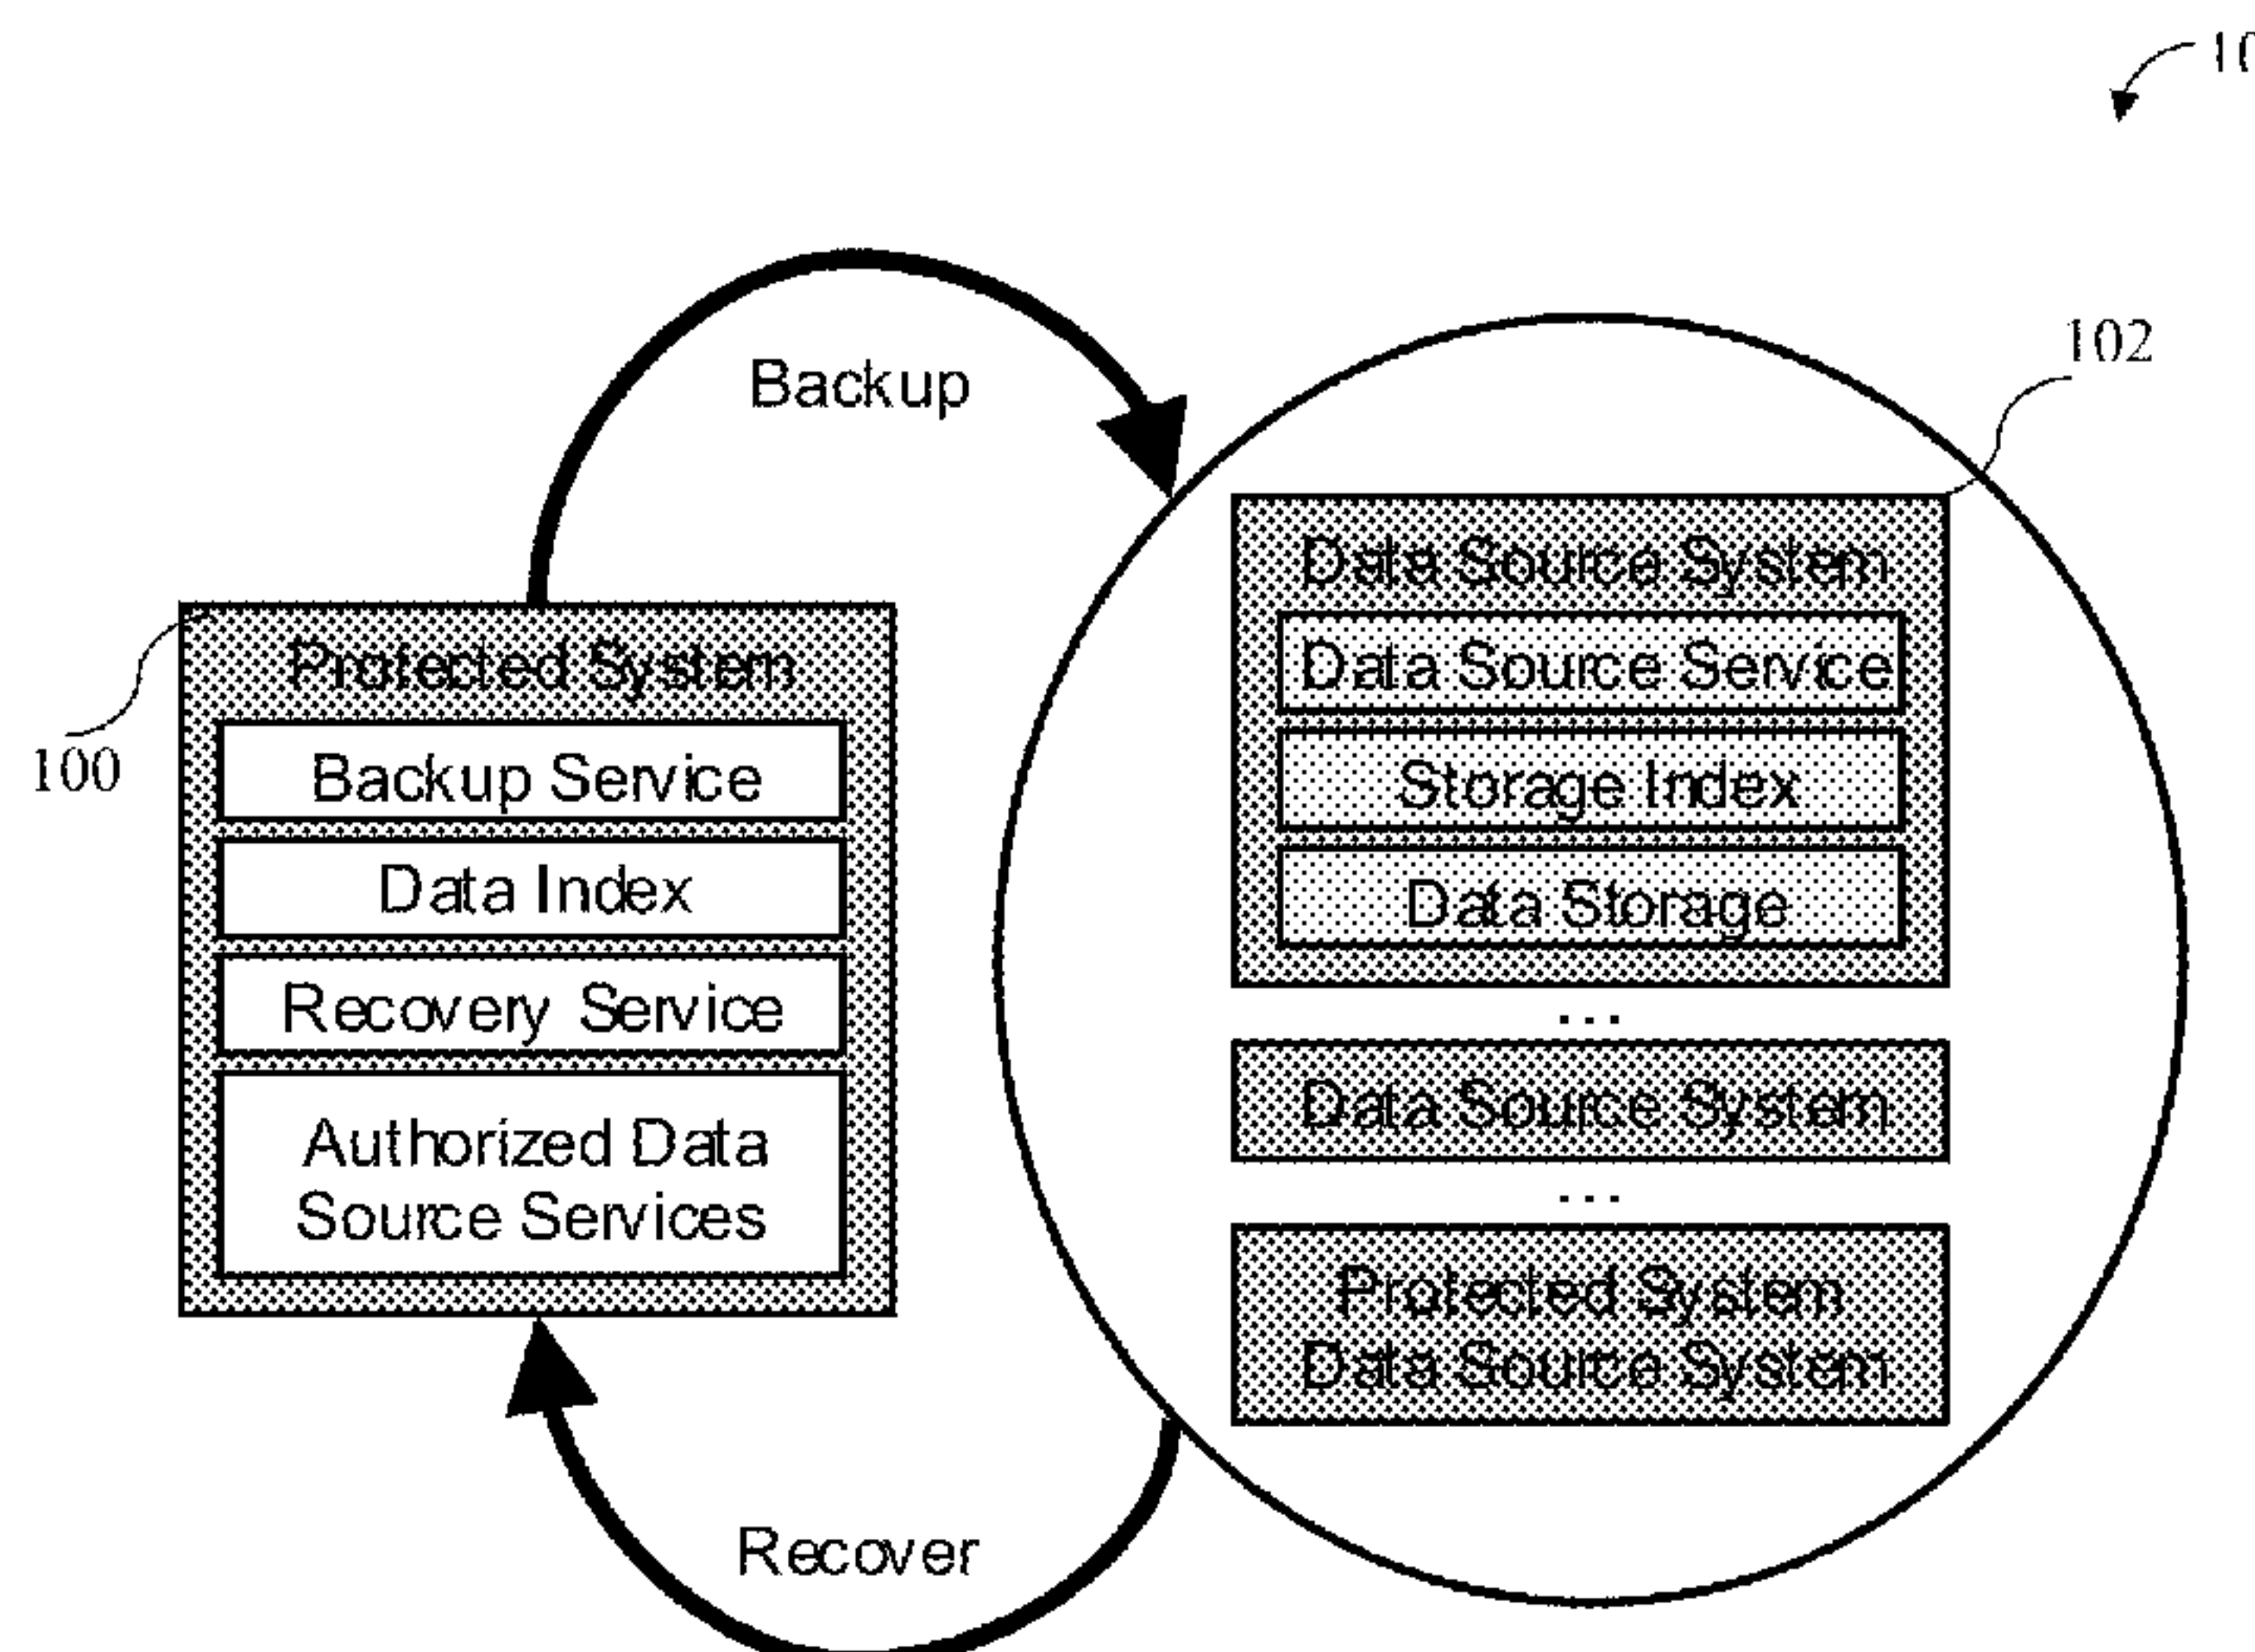 Backup
102
Data Source System
Data Source Service
Storage Index
Data Storage
...
Data Source System
...
Protected System
Data Source System
100
Protected System
Backup Service
Data Index
Recovery Service
Authorized Data
Source Services
Recover